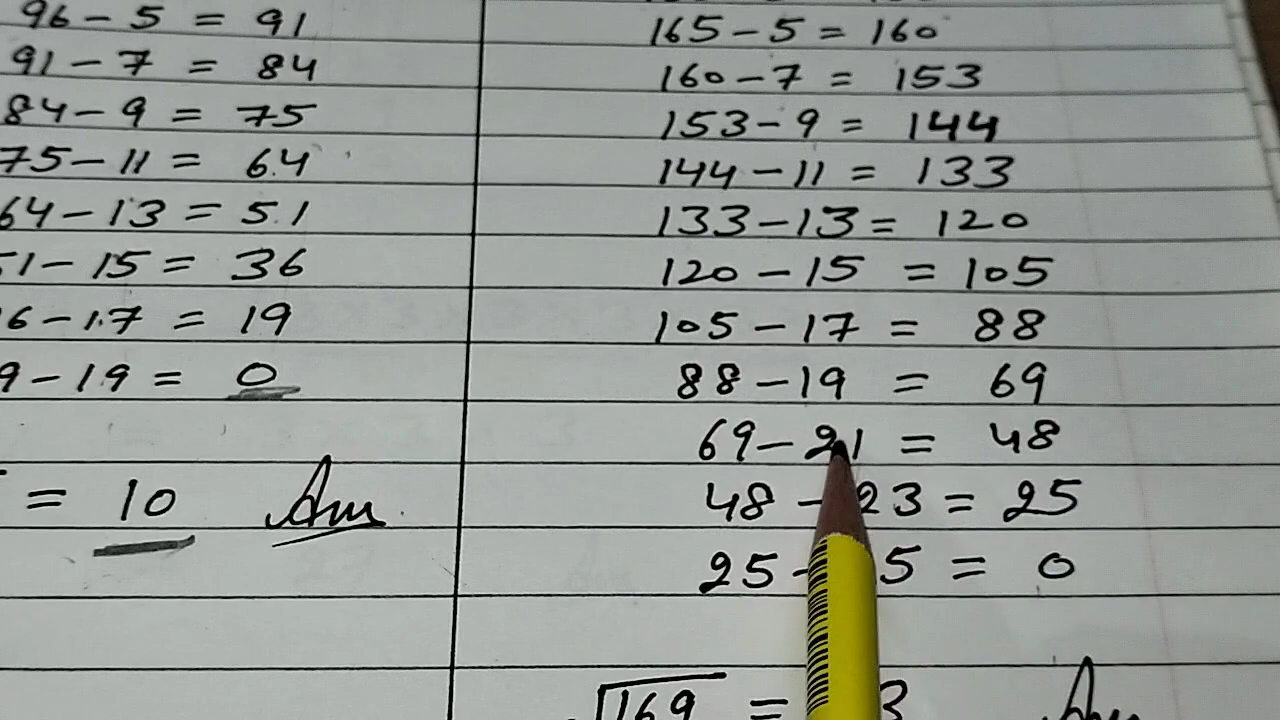 96 - 5 = 91
91 - 7 = 84
84 - 9 = 75
75 - 11 = 64
64 - 13 = 51
51 - 15 = 36
6 - 17 = 19
9 - 19 = 0
= 10 Ans
165 - 5 = 160
160 - 7 = 153
153 - 9 = 144
144 - 11 = 133
133 - 13 = 120
120 - 15 = 105
105 - 17 = 88
88 - 19 = 69
69 - 21 = 48
48 - 23 = 25
25 - 5 = 0
√169 = 3 Ans